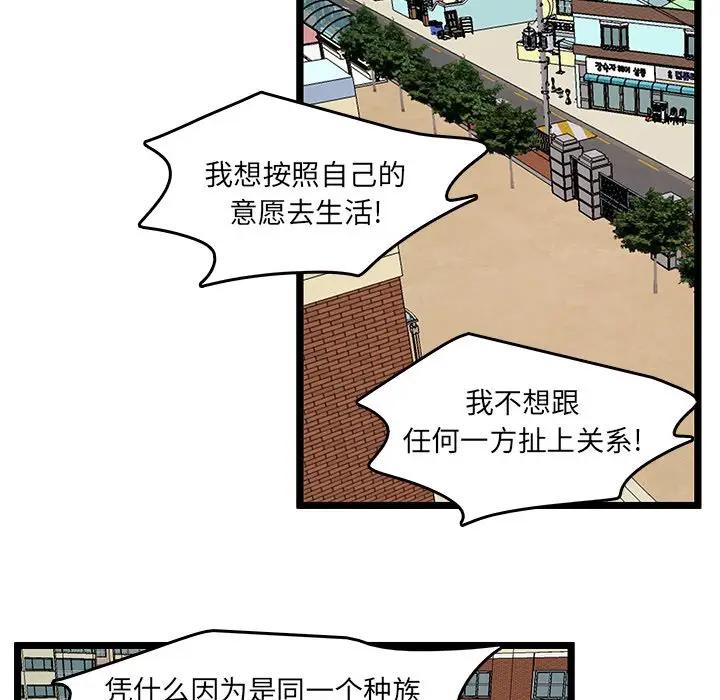 我想按照自己的
意愿去生活!
我不想跟
任何一方扯上关系!
凭什么因为是同一个种族